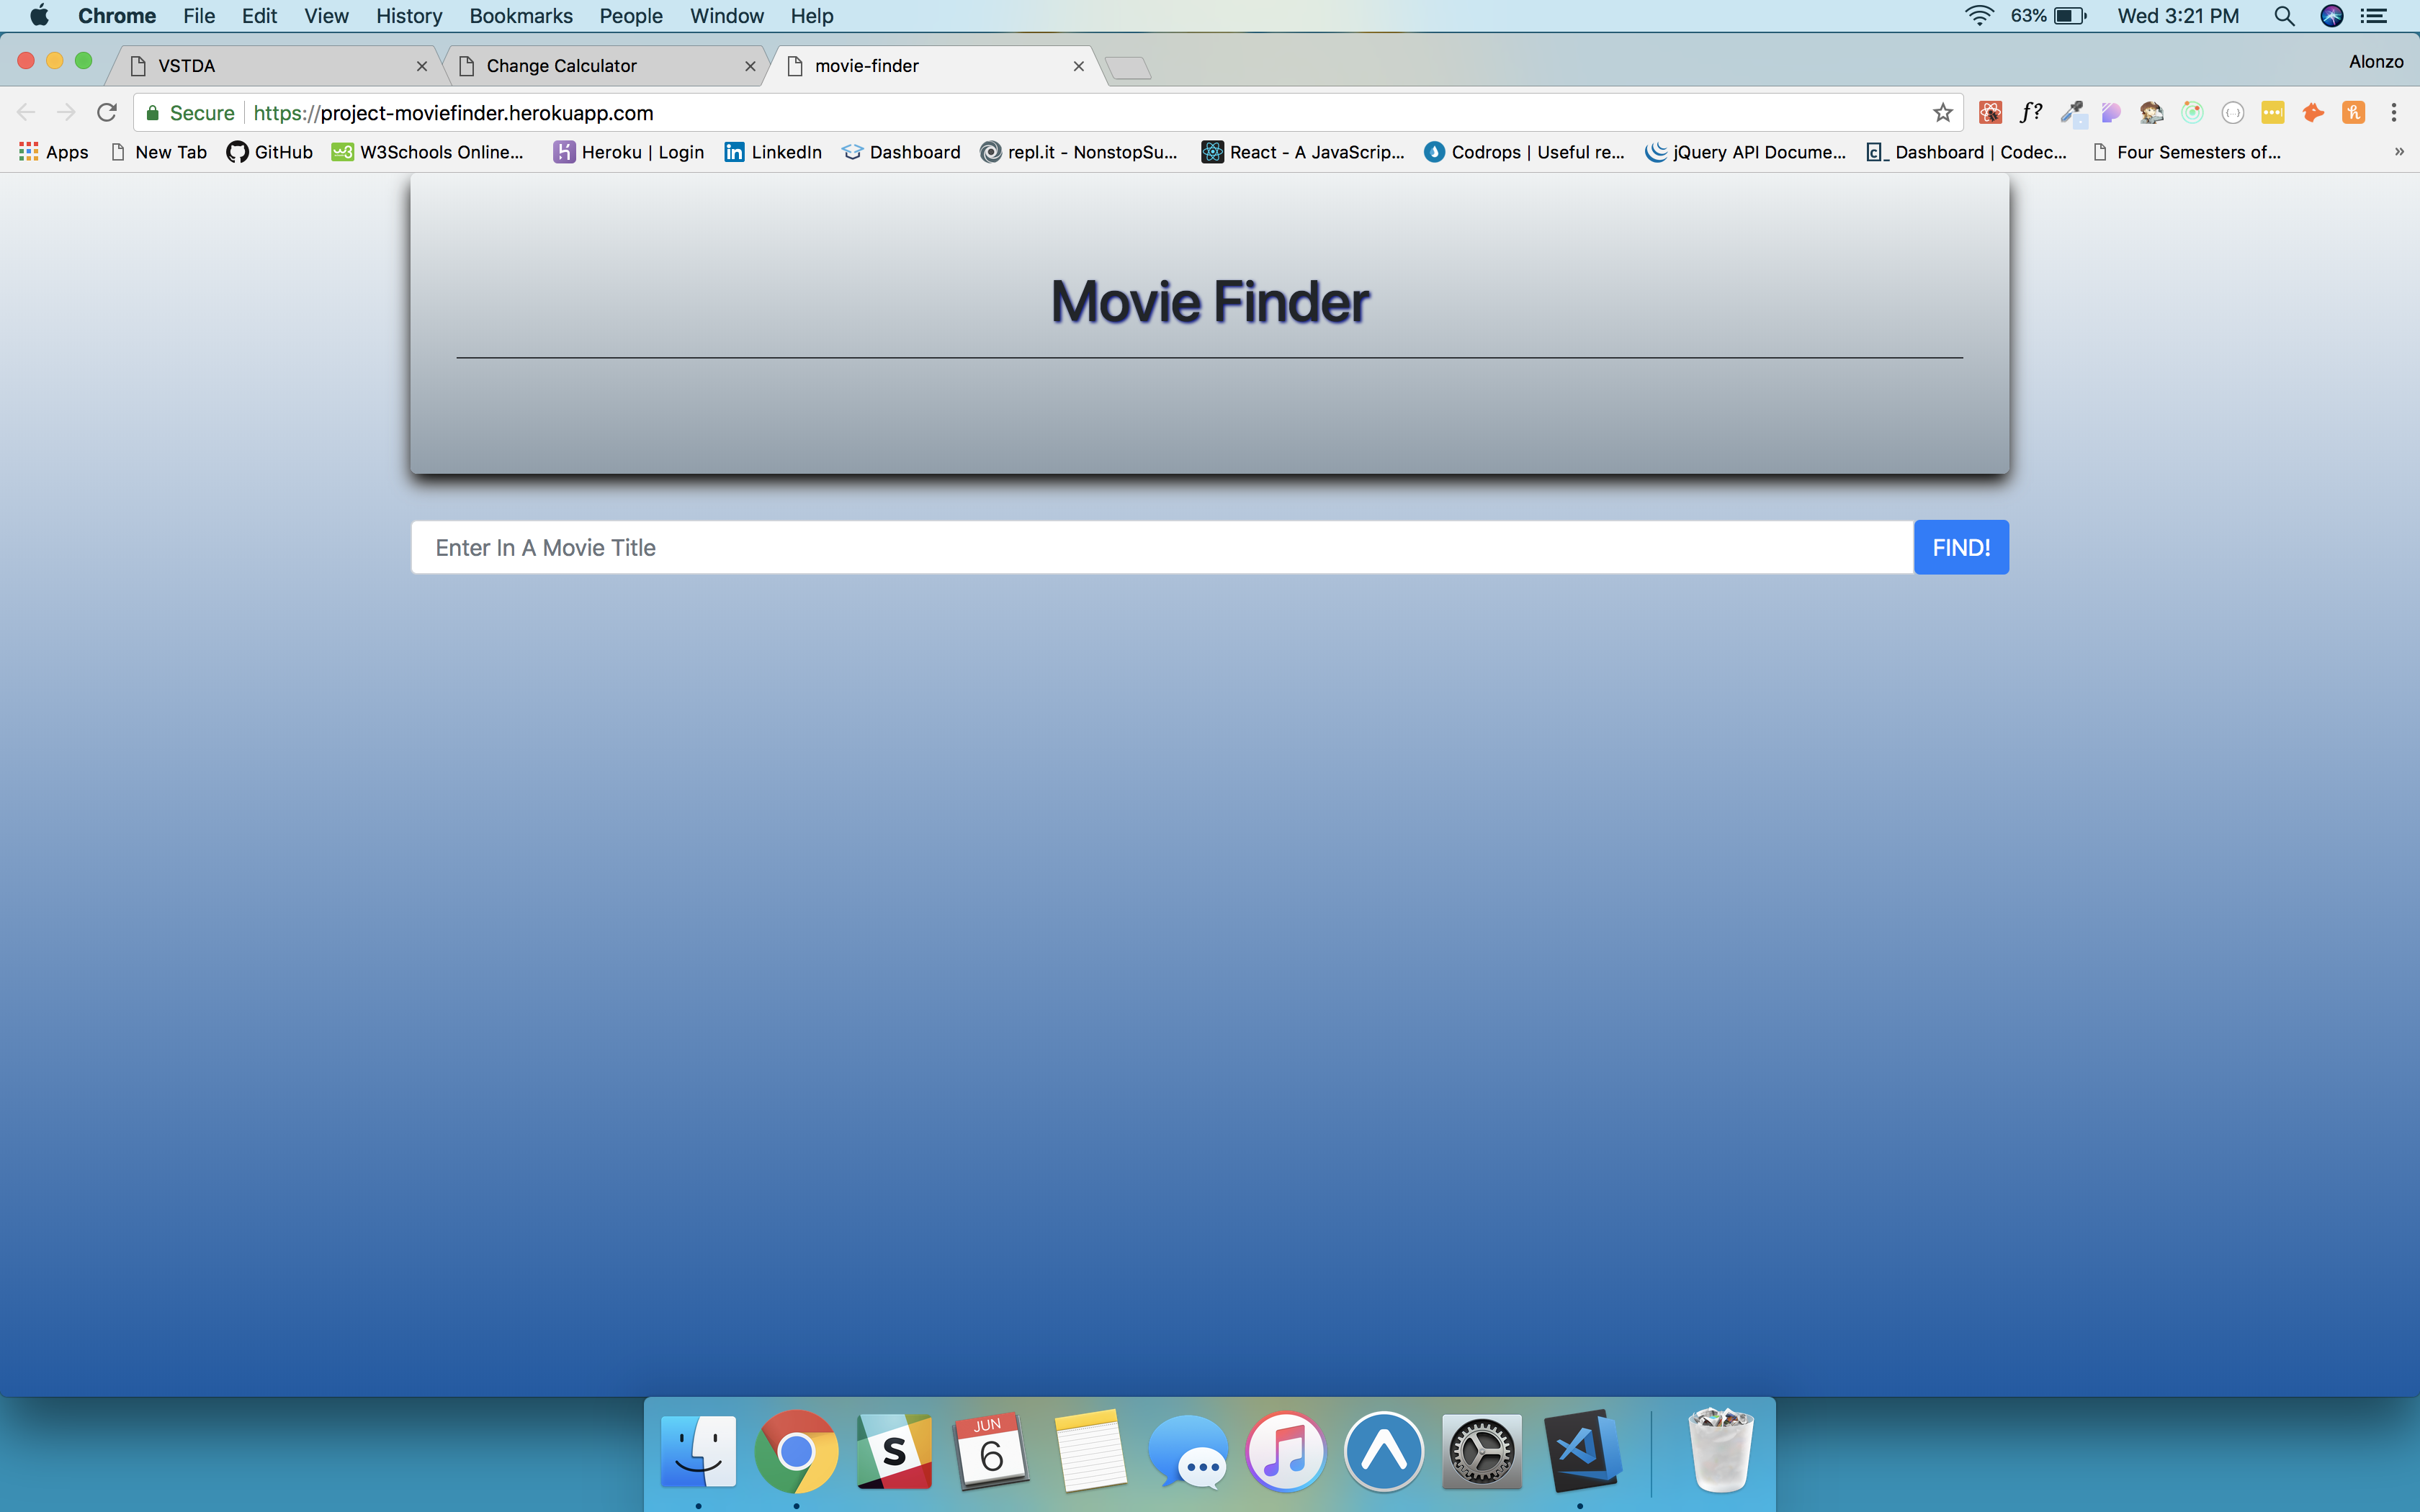 Chrome File Edit View History Bookmarks People Window Help 63% Wed 3:21 PM
VSTDA Change Calculator movie-finder Alonzo
Secure https://project-moviefinder.herokuapp.com f?
Apps New Tab GitHub W3Schools Online... Heroku | Login LinkedIn Dashboard repl.it - NonstopSu... React - A JavaScrip... Codrops | Useful re... jQuery API Docume... Dashboard | Codec... Four Semesters of... »
Movie Finder
Enter In A Movie Title FIND!
S JUN
6